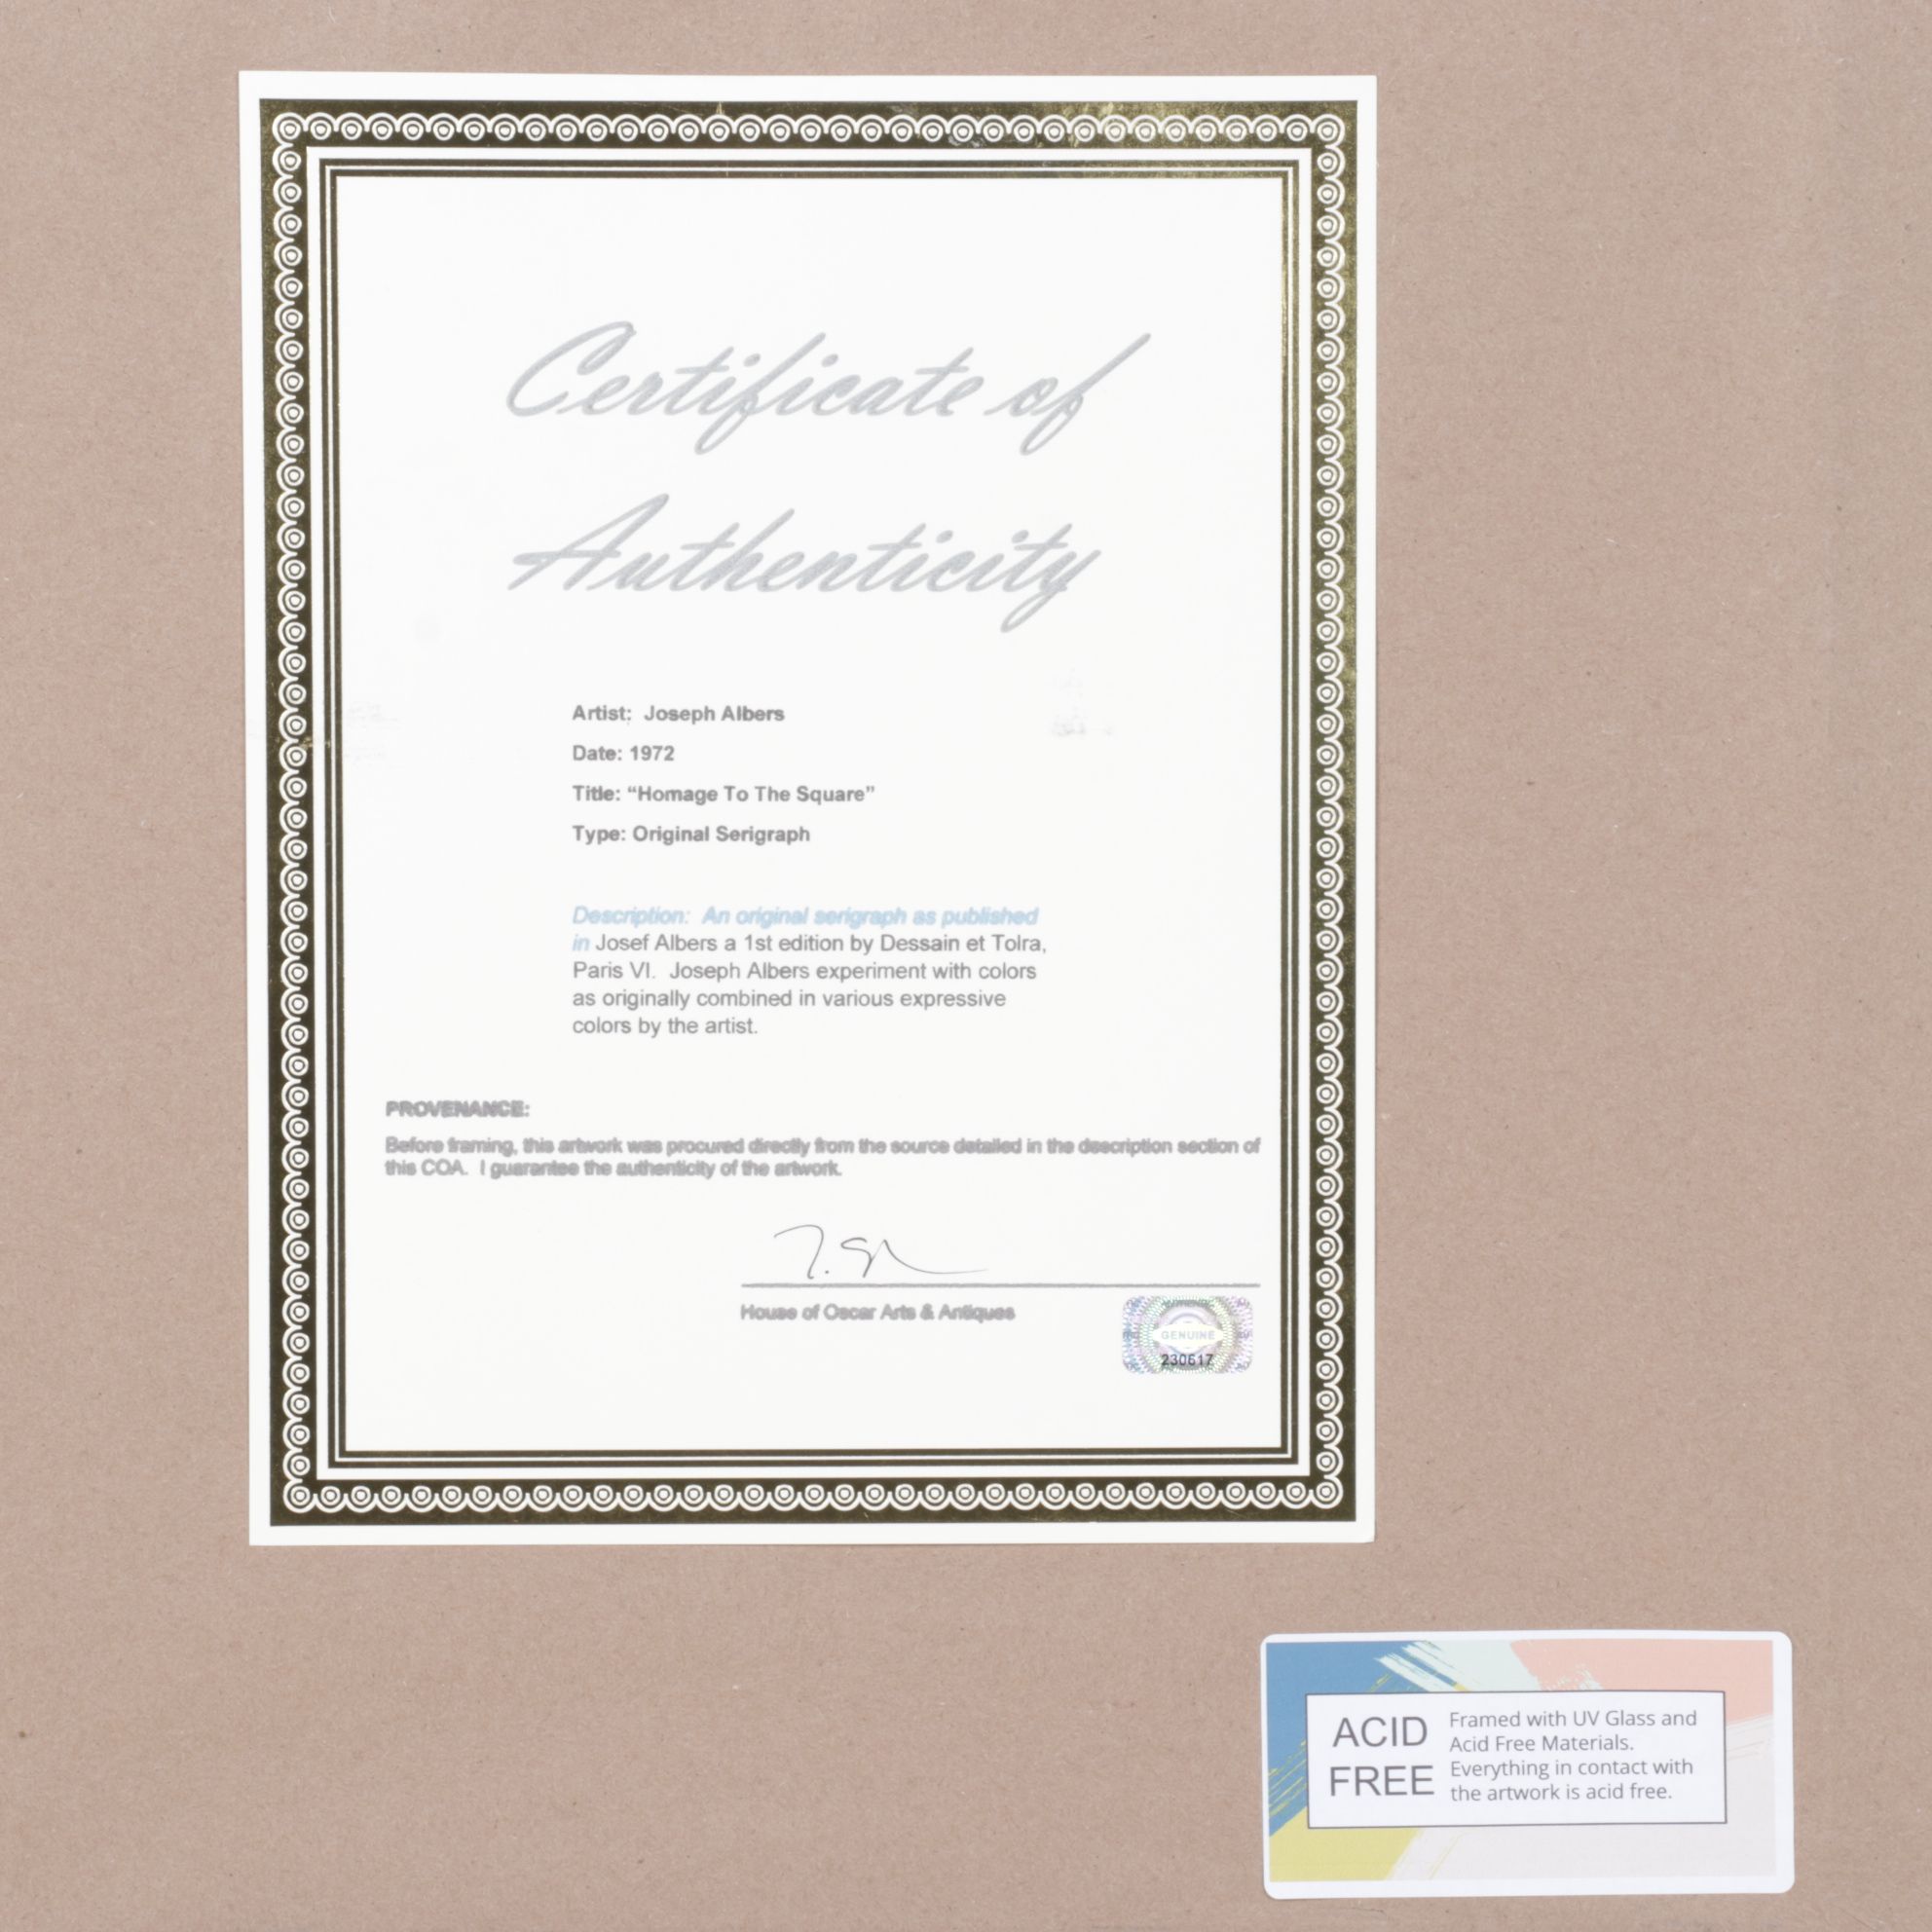 Certificate of
Authenticity
Artist: Joseph Albers
Date: 1972
Title: “Homage To The Square”
Type: Original Serigraph
Description: An original serigraph as published
in Josef Albers a 1st edition by Dessain et Tolra,
Paris VI. Joseph Albers experiment with colors
as originally combined in various expressive
colors by the artist.
PROVENANCE:
Before framing, this artwork was procured directly from the source detailed in the description section of
this COA. I guarantee the authenticity of the artwork.
House of Oscar Arts & Antiques
GENUINE
230617
ACID
FREE
Framed with UV Glass and
Acid Free Materials.
Everything in contact with
the artwork is acid free.